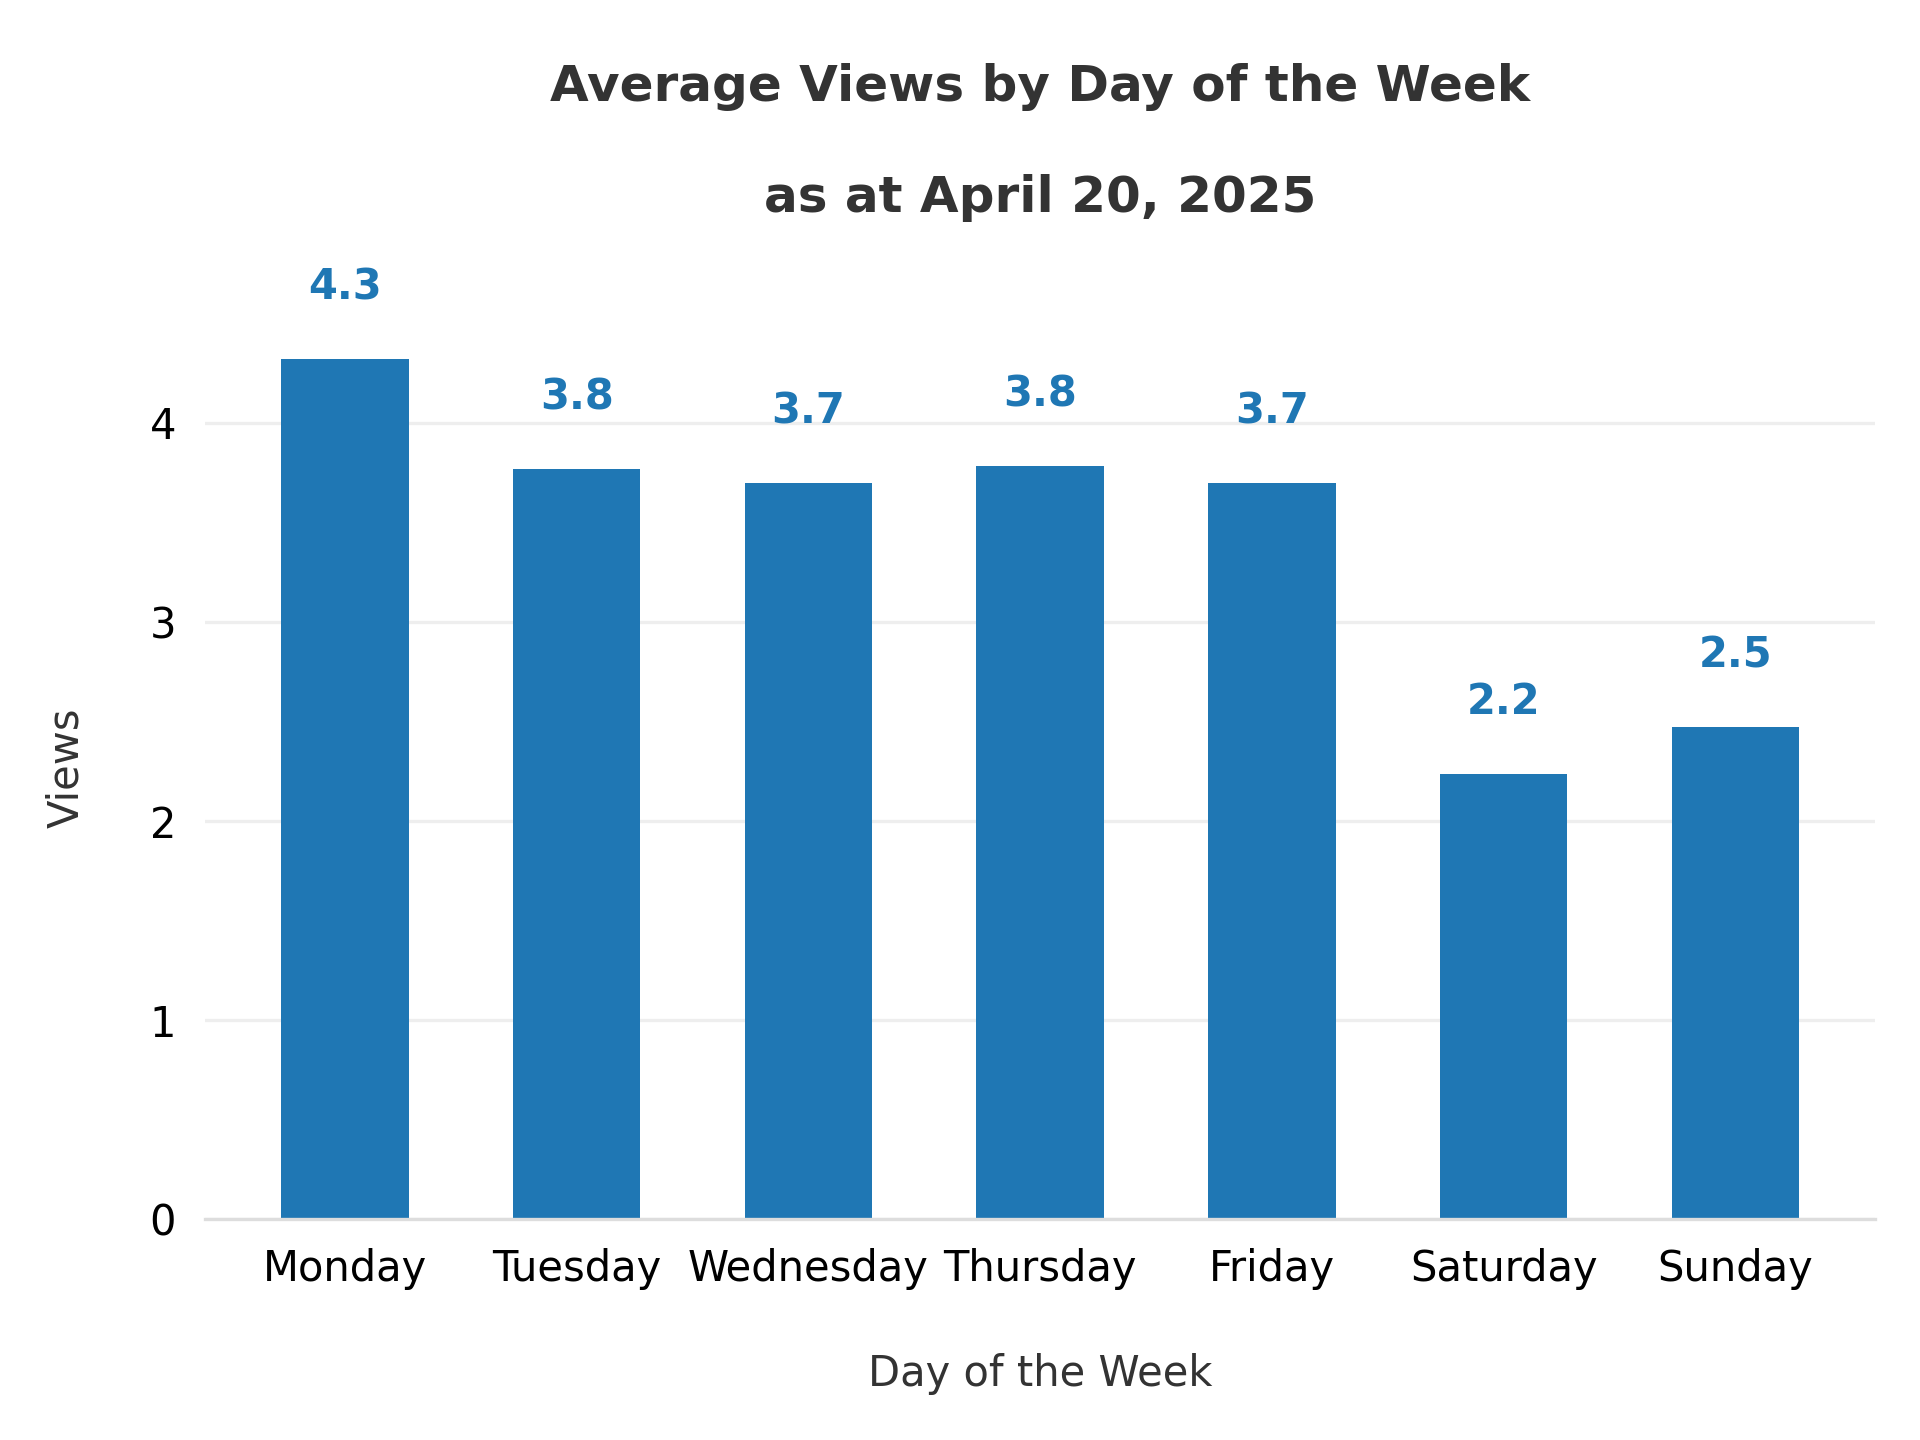 Average Views by Day of the Week
as at April 20, 2025
4.3
3.8
3.7
3.8
3.7
2.2
2.5
4
3
2
1
0
Views
Monday Tuesday Wednesday Thursday Friday Saturday Sunday
Day of the Week